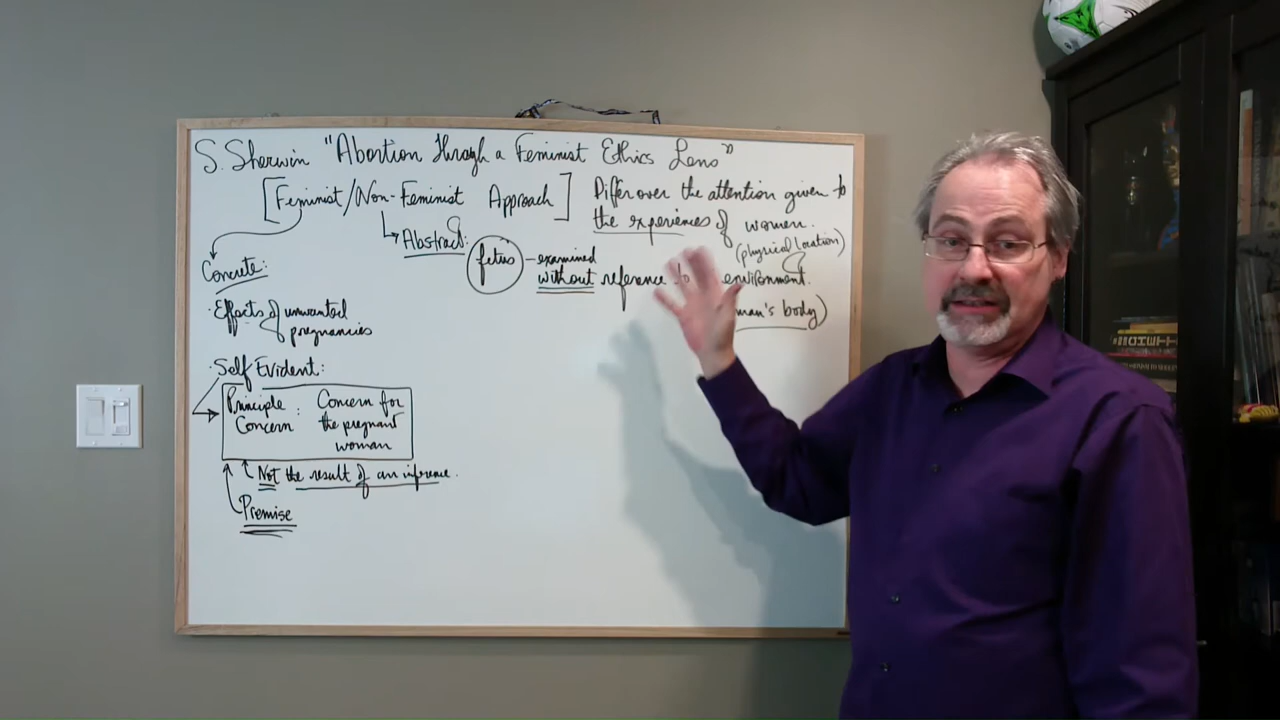 S. Sherwin "Abortion through a Feminist Ethics Lens"
[Feminist/Non-Feminist Approach]
Differ over the attention given to
the experiences of women.
Abstract:
fetus - examined
without reference to environment.
(physical location)
man's body)
Concrete:
· Effects of unwanted
pregnancies
· Self Evident:
Principle Concern : Concern for
the pregnant
woman
Not the result of an inference.
Premise